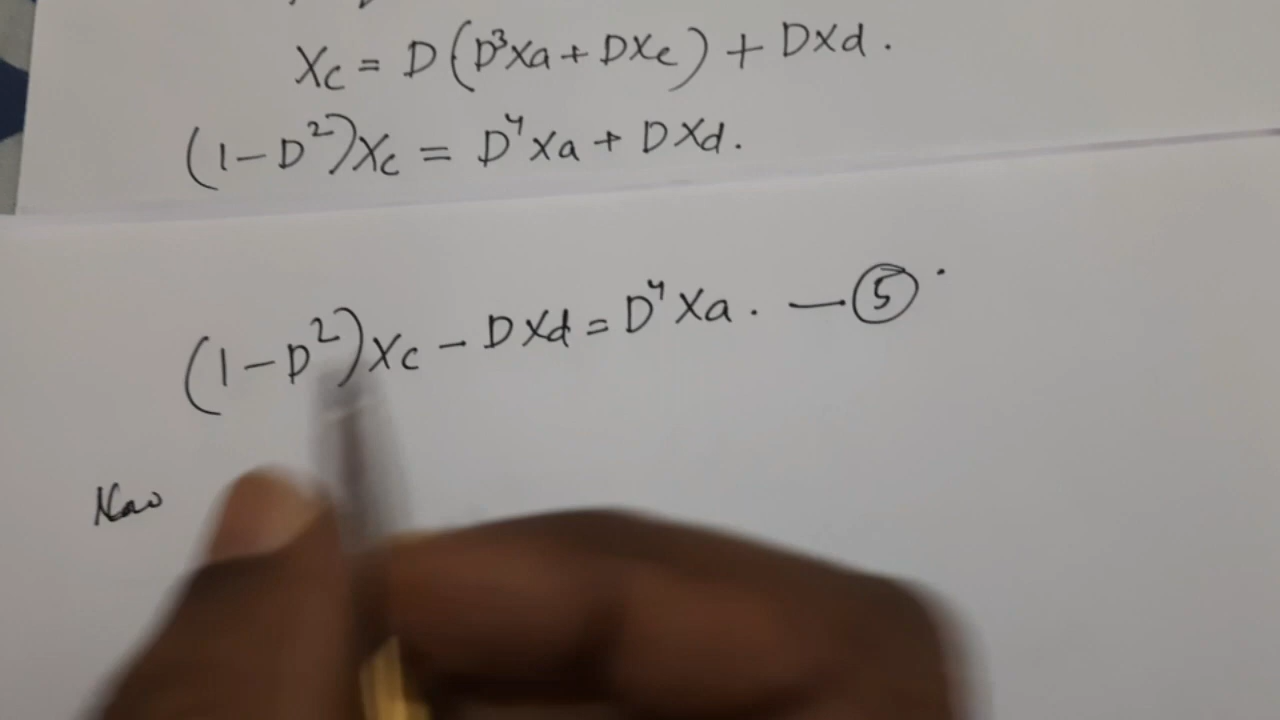 Xc = D(D³Xa + DXc) + DXd.
(1-D²)Xc = D⁴Xa + DXd.
(1-D²)Xc - DXd = D⁴Xa. — ⑤
Now